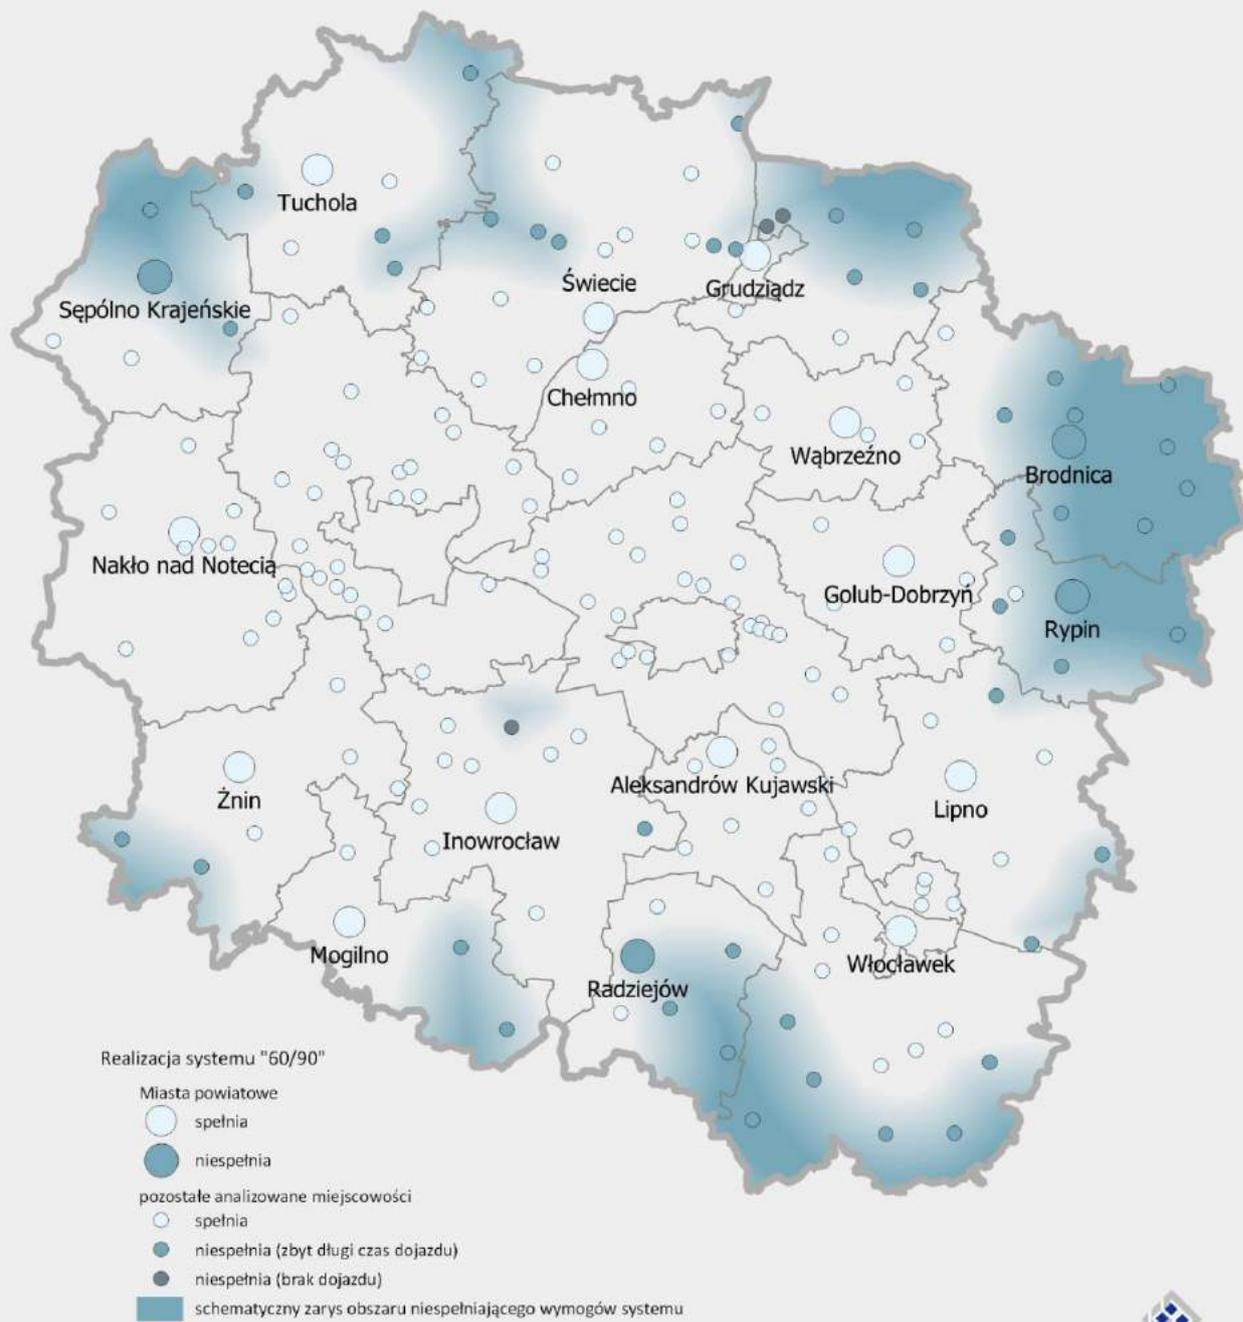 Tuchola
Sępólno Krajeńskie
Świecie
Grudziądz
Chełmno
Wąbrzeźno
Brodnica
Nakło nad Notecią
Golub-Dobrzyń
Rypin
Żnin
Aleksandrów Kujawski
Lipno
Inowrocław
Mogilno
Radziejów
Włocławek
Realizacja systemu "60/90"
Miasta powiatowe
spełnia
niespełnia
pozostałe analizowane miejscowości
spełnia
niespełnia (zbyt długi czas dojazdu)
niespełnia (brak dojazdu)
schematyczny zarys obszaru niespełniającego wymogów systemu